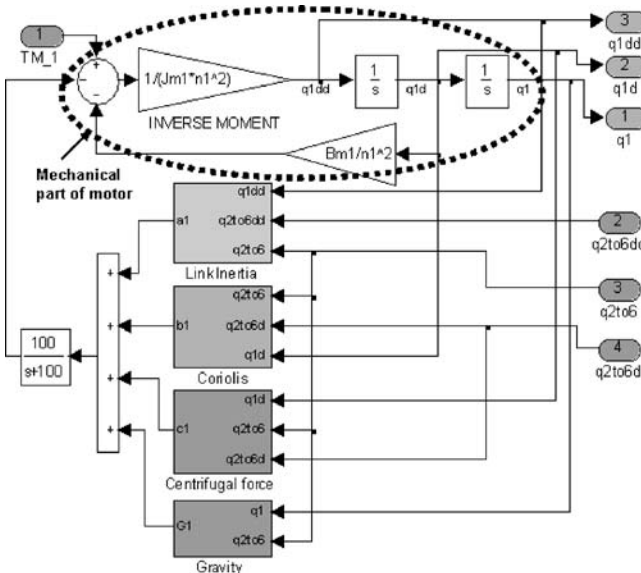 1
TM_1
+
-
-
1/(Jm1*n1^2)
INVERSE MOMENT
q1dd
1
s
q1d
1
s
q1
3
q1dd
2
q1d
1
q1
Bm1/n1^2
Mechanical
part of motor
q1dd
a1
q2to6dd
q2to6
LinkInertia
2
q2to6dd
q2to6
b1
q2to6d
q1d
Coriolis
3
q2to6
4
q2to6d
100
s+100
+
+
+
+
q1d
c1
q2to6
q2to6d
Centrifugal force
q1
G1
q2to6
Gravity